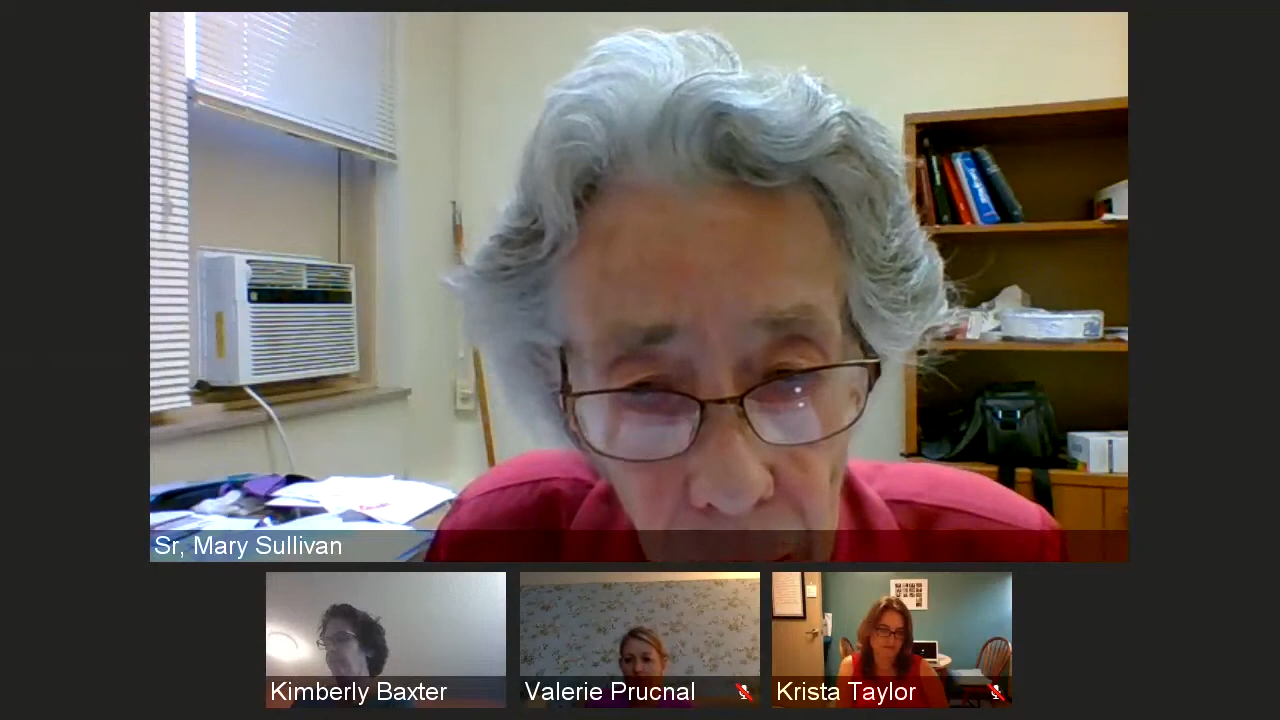 Sr, Mary Sullivan
Kimberly Baxter
Valerie Prucnal
Krista Taylor